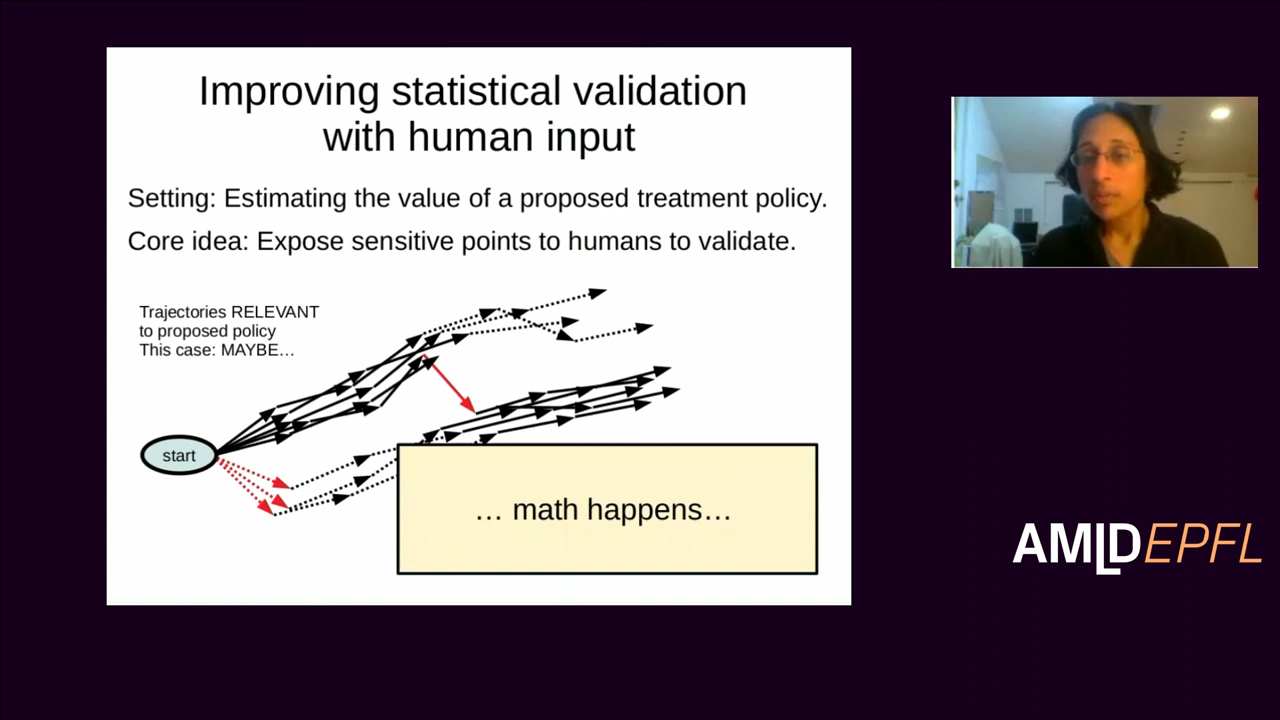 Improving statistical validation
with human input
Setting: Estimating the value of a proposed treatment policy.
Core idea: Expose sensitive points to humans to validate.
Trajectories RELEVANT
to proposed policy
This case: MAYBE…
start
… math happens…
AMLDEPFL